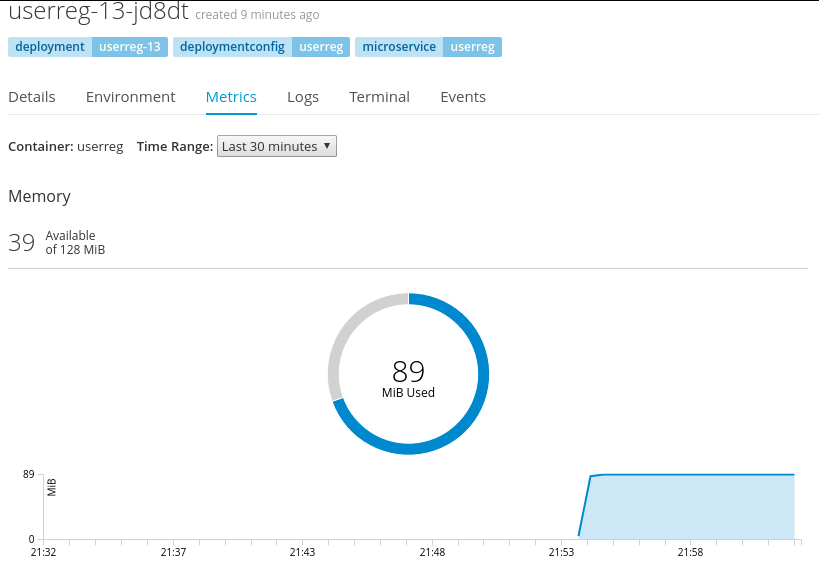 userreg-13-jd8dt created 9 minutes ago
deployment userreg-13 deploymentconfig userreg microservice userreg
Details Environment Metrics Logs Terminal Events
Container: userreg Time Range: Last 30 minutes
Memory
39 Available
of 128 MiB
89
MiB Used
89
MiB
0
21:32 21:37 21:43 21:48 21:53 21:58